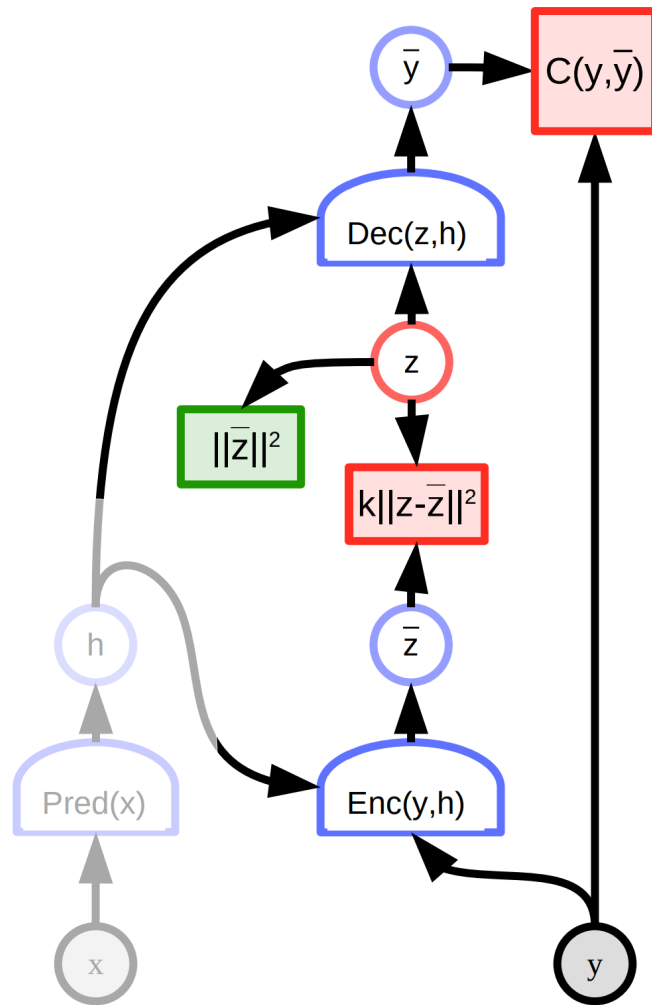 y̅
C(y,y̅)
Dec(z,h)
z
||z̅||²
k||z-z̅||²
h
z̅
Pred(x)
Enc(y,h)
x
y